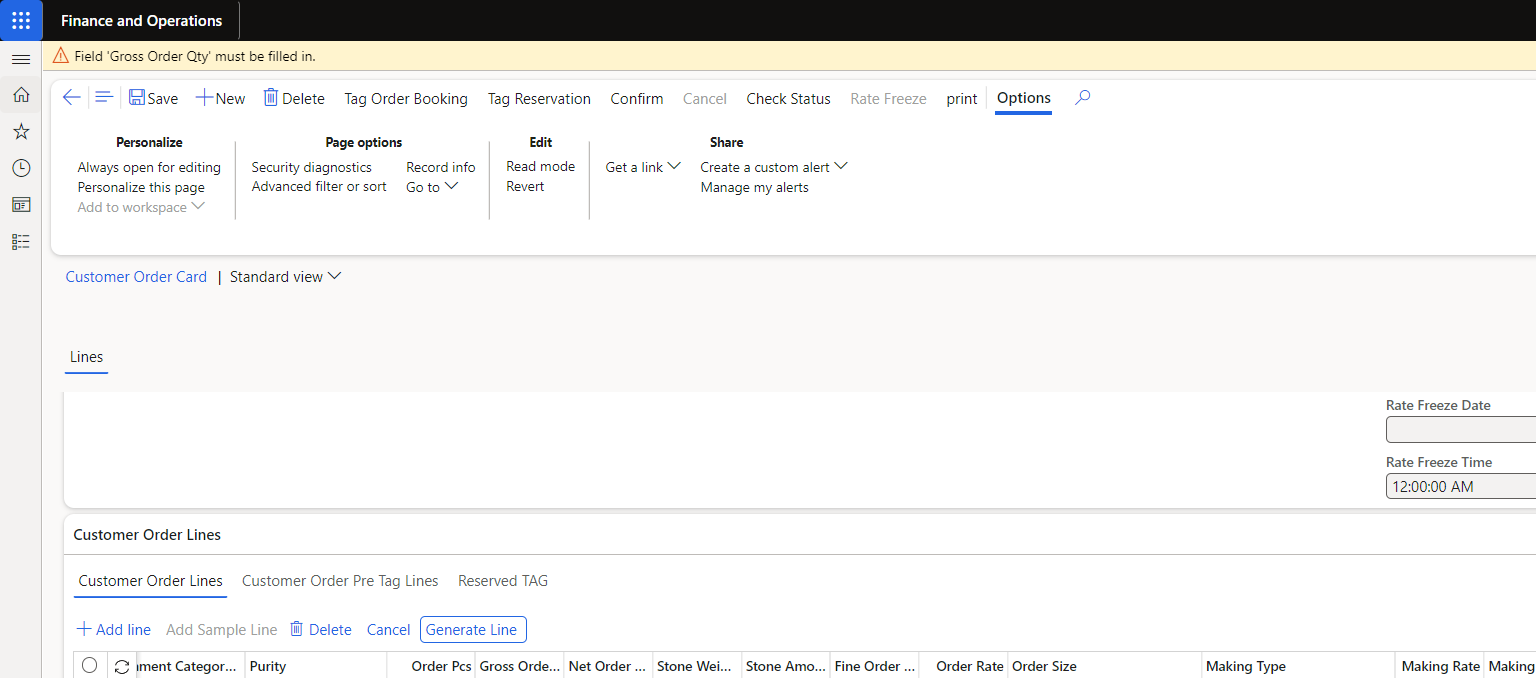 Finance and Operations
Field 'Gross Order Qty' must be filled in.
Save New Delete Tag Order Booking Tag Reservation Confirm Cancel Check Status Rate Freeze print Options
Personalize Page options Edit Share
Always open for editing Security diagnostics Record info Read mode Get a link Create a custom alert
Personalize this page Advanced filter or sort Go to Revert Manage my alerts
Add to workspace
Customer Order Card | Standard view
Lines
Rate Freeze Date
Rate Freeze Time
12:00:00 AM
Customer Order Lines
Customer Order Lines Customer Order Pre Tag Lines Reserved TAG
Add line Add Sample Line Delete Cancel Generate Line
nment Categor... Purity Order Pcs Gross Orde... Net Order ... Stone Wei... Stone Amo... Fine Order ... Order Rate Order Size Making Type Making Rate Making